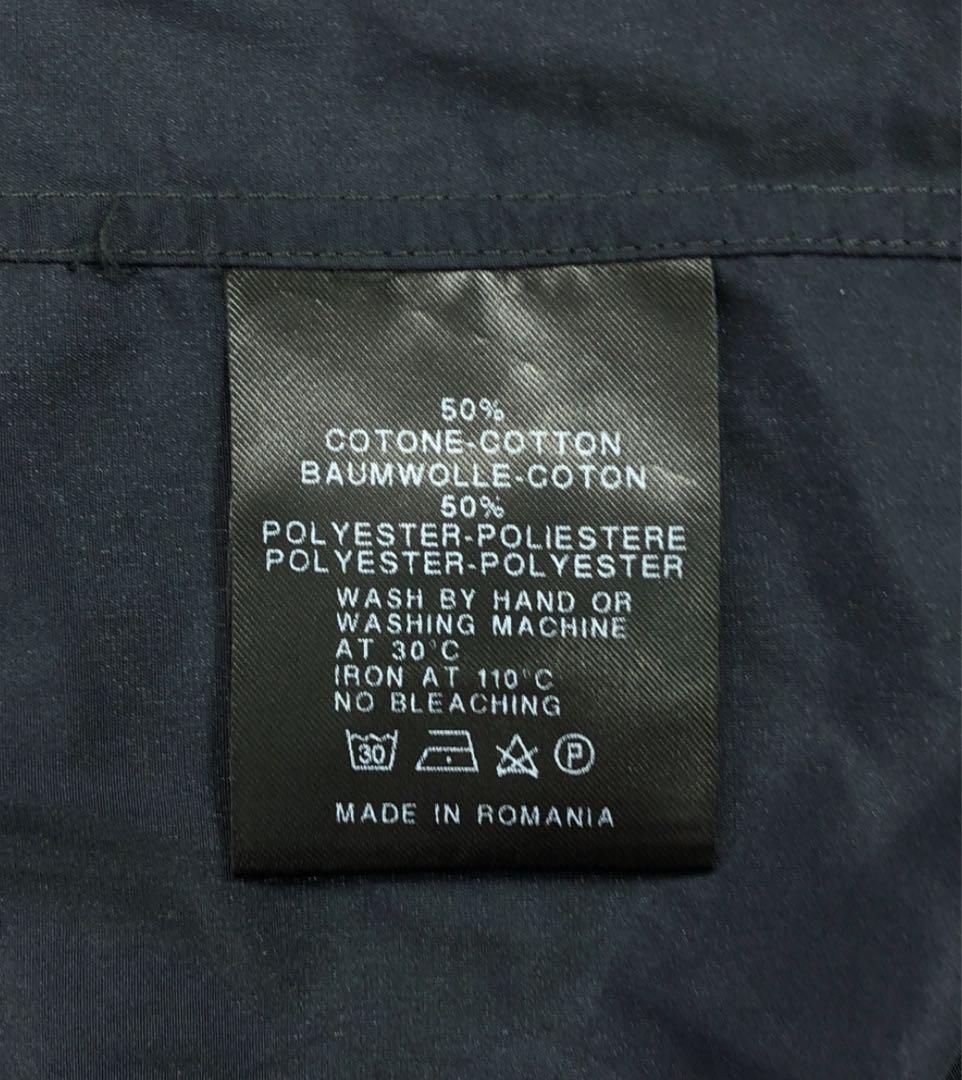 50%
COTONE-COTTON
BAUMWOLLE-COTON
50%
POLYESTER-POLIESTERE
POLYESTER-POLYESTER
WASH BY HAND OR
WASHING MACHINE
AT 30°C
IRON AT 110°C
NO BLEACHING
30 P
MADE IN ROMANIA